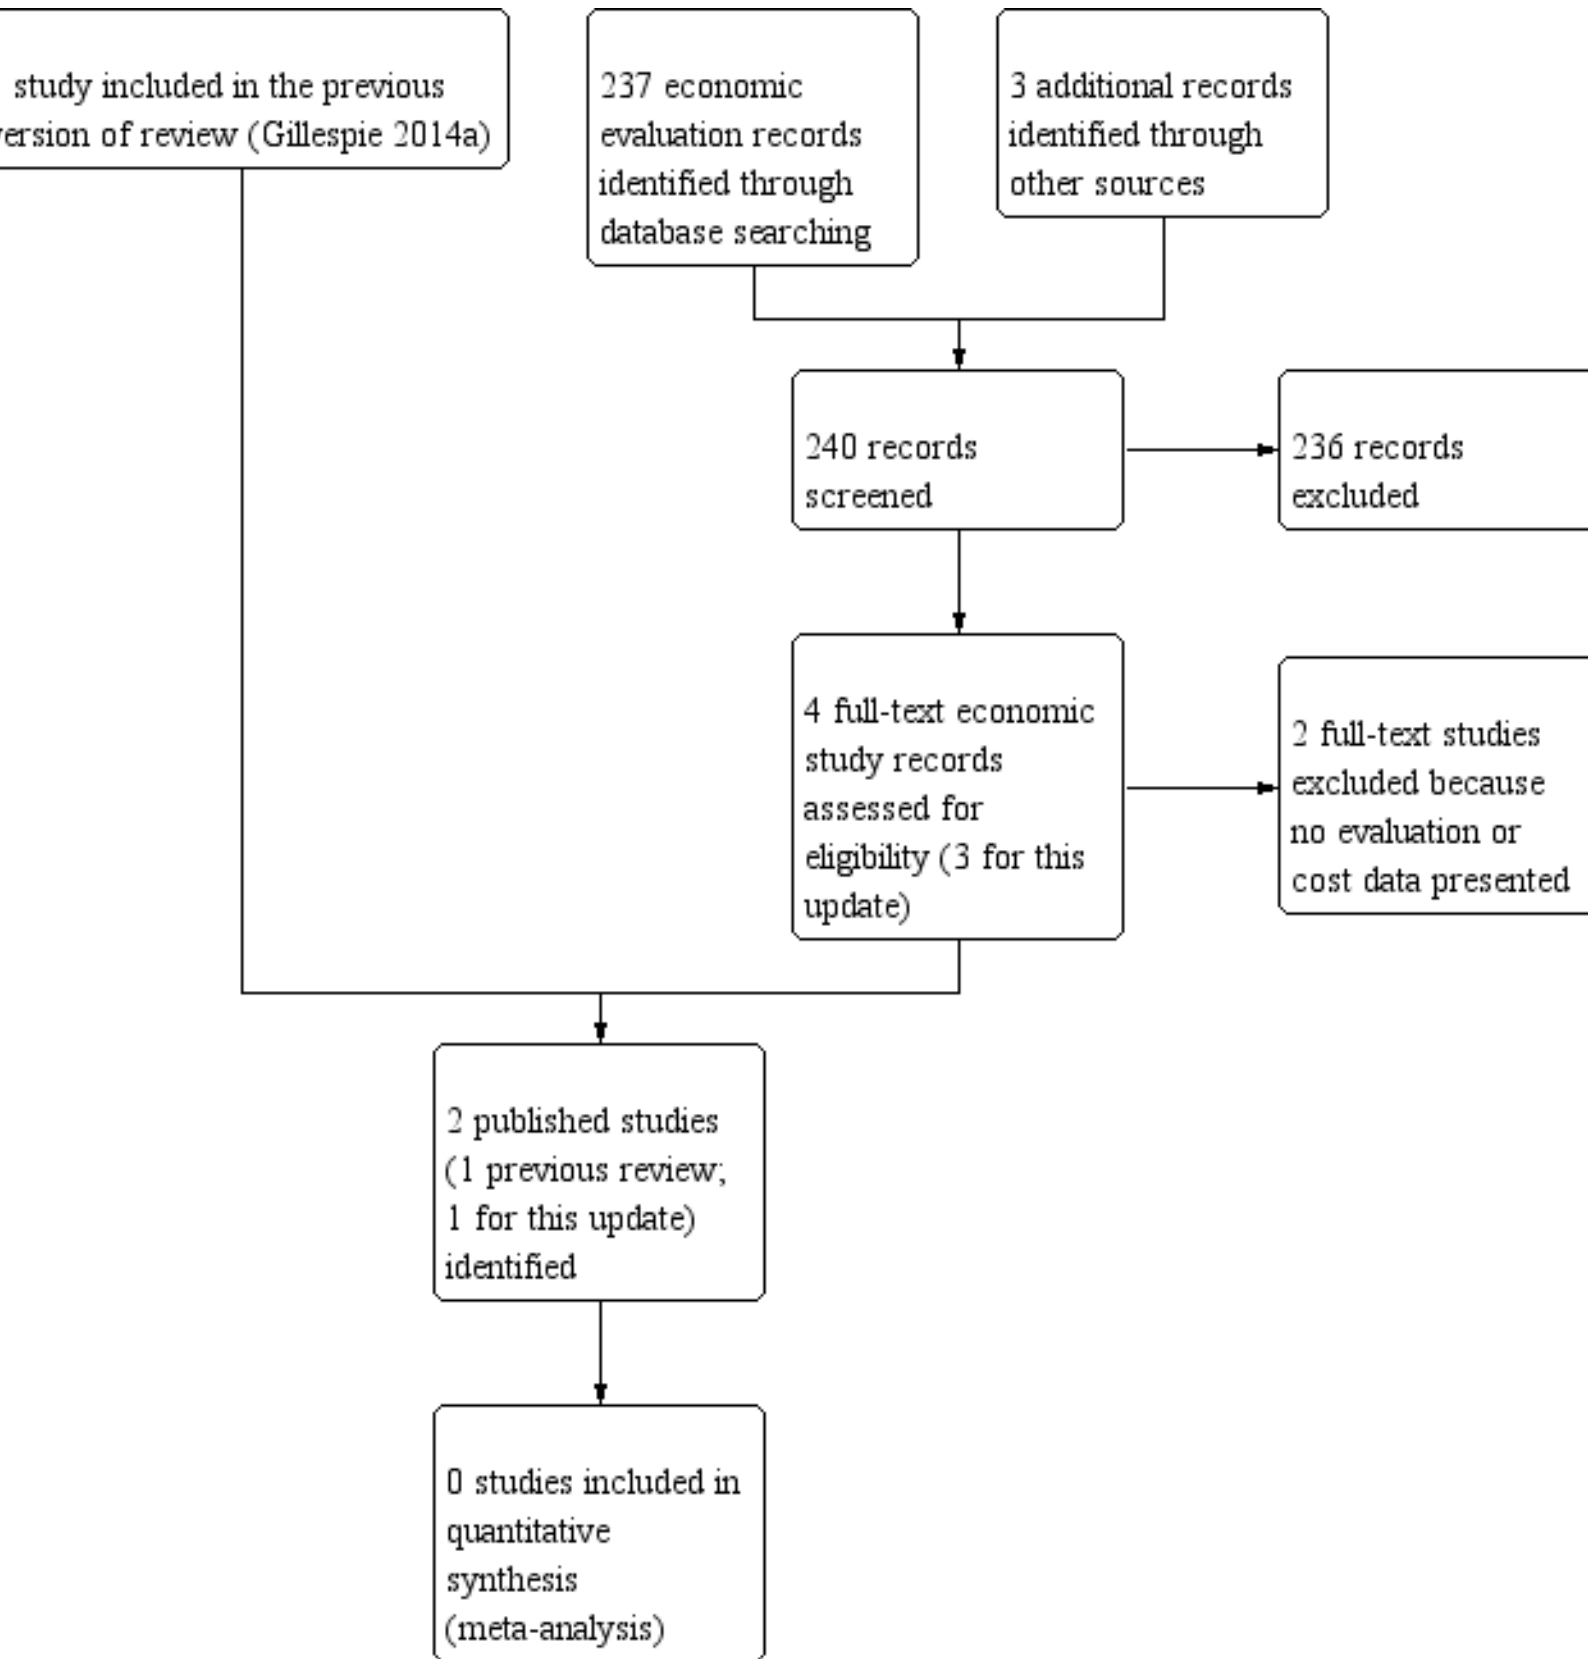 study included in the previous
version of review (Gillespie 2014a)
237 economic
evaluation records
identified through
database searching
3 additional records
identified through
other sources
240 records
screened
236 records
excluded
4 full-text economic
study records
assessed for
eligibility (3 for this
update)
2 full-text studies
excluded because
no evaluation or
cost data presented
2 published studies
(1 previous review;
1 for this update)
identified
0 studies included in
quantitative
synthesis
(meta-analysis)